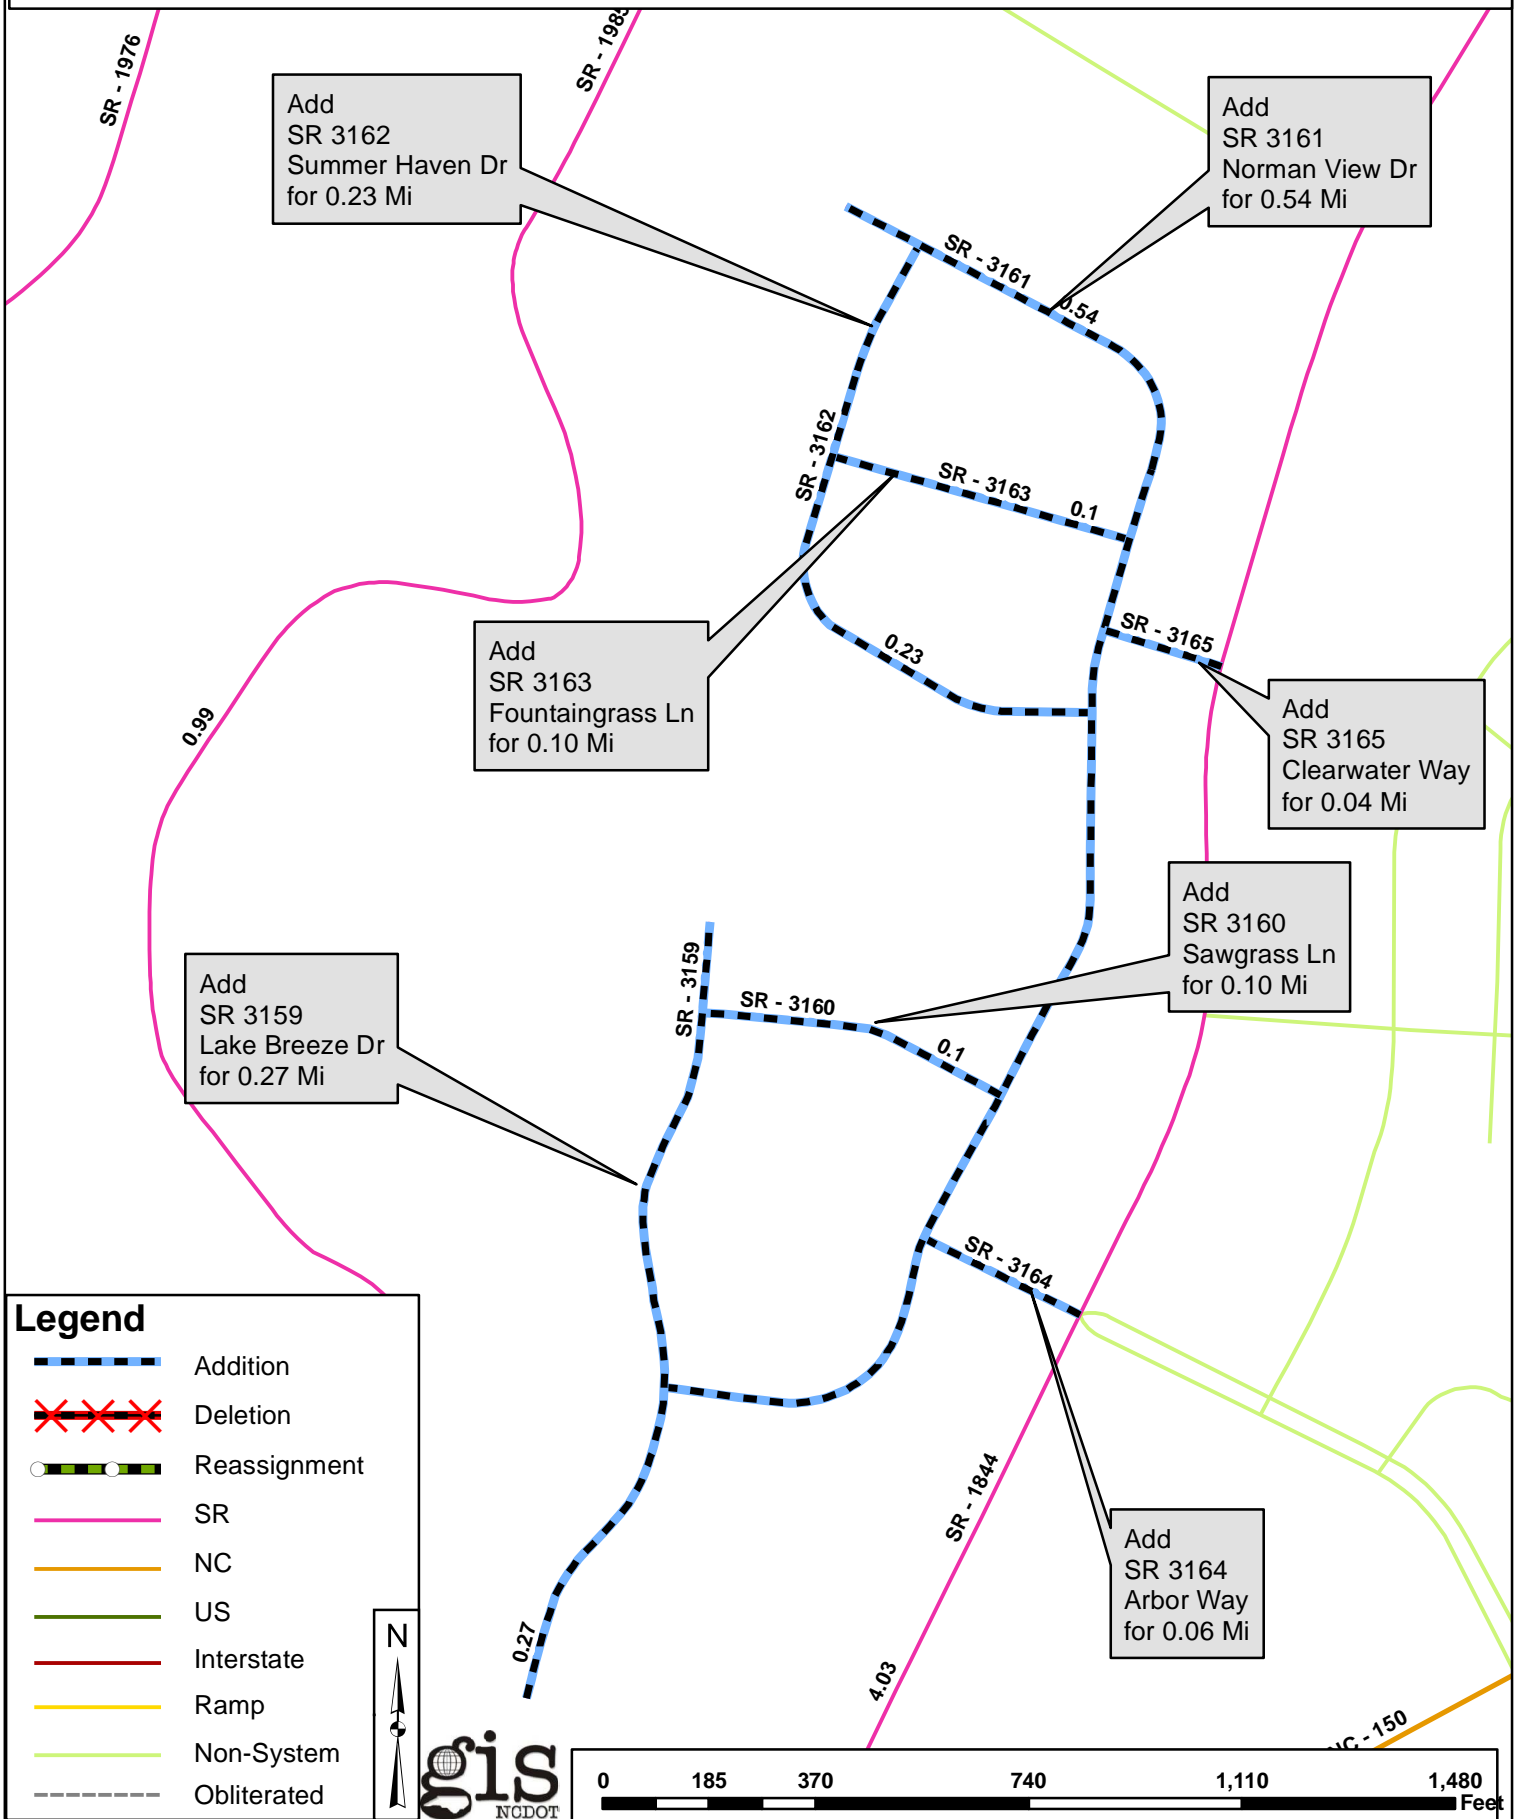 SR - 1976
SR - 1985
Add
SR 3162
Summer Haven Dr
for 0.23 Mi
Add
SR 3161
Norman View Dr
for 0.54 Mi
SR - 3161
0.54
SR - 3162
SR - 3163
0.1
SR - 3165
0.23
Add
SR 3163
Fountaingrass Ln
for 0.10 Mi
0.99
Add
SR 3165
Clearwater Way
for 0.04 Mi
Add
SR 3160
Sawgrass Ln
for 0.10 Mi
SR - 3159
SR - 3160
0.1
Add
SR 3159
Lake Breeze Dr
for 0.27 Mi
SR - 3164
SR - 1844
Add
SR 3164
Arbor Way
for 0.06 Mi
0.27
4.03
NC - 150
Legend
Addition
Deletion
Reassignment
SR
NC
US
Interstate
Ramp
Non-System
Obliterated
N
gis
NCDOT
0 185 370 740 1,110 1,480
Feet